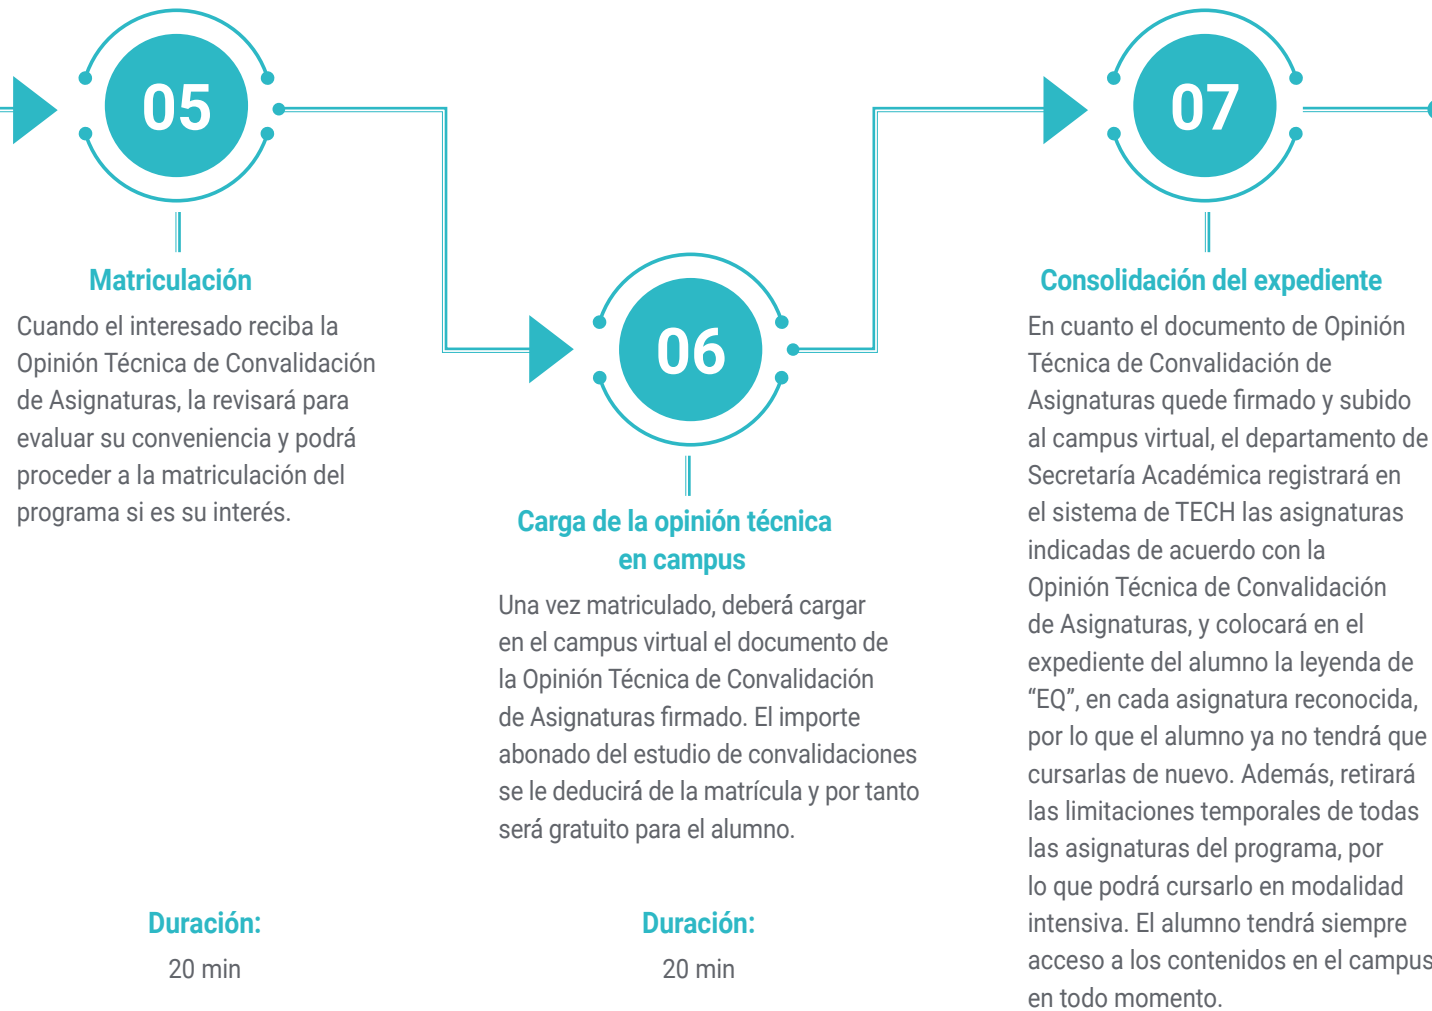 05
Matriculación
Cuando el interesado reciba la
Opinión Técnica de Convalidación
de Asignaturas, la revisará para
evaluar su conveniencia y podrá
proceder a la matriculación del
programa si es su interés.
Duración:
20 min
06
Carga de la opinión técnica
en campus
Una vez matriculado, deberá cargar
en el campus virtual el documento de
la Opinión Técnica de Convalidación
de Asignaturas firmado. El importe
abonado del estudio de convalidaciones
se le deducirá de la matrícula y por tanto
será gratuito para el alumno.
Duración:
20 min
07
Consolidación del expediente
En cuanto el documento de Opinión
Técnica de Convalidación de
Asignaturas quede firmado y subido
al campus virtual, el departamento de
Secretaría Académica registrará en
el sistema de TECH las asignaturas
indicadas de acuerdo con la
Opinión Técnica de Convalidación
de Asignaturas, y colocará en el
expediente del alumno la leyenda de
“EQ”, en cada asignatura reconocida,
por lo que el alumno ya no tendrá que
cursarlas de nuevo. Además, retirará
las limitaciones temporales de todas
las asignaturas del programa, por
lo que podrá cursarlo en modalidad
intensiva. El alumno tendrá siempre
acceso a los contenidos en el campus
en todo momento.